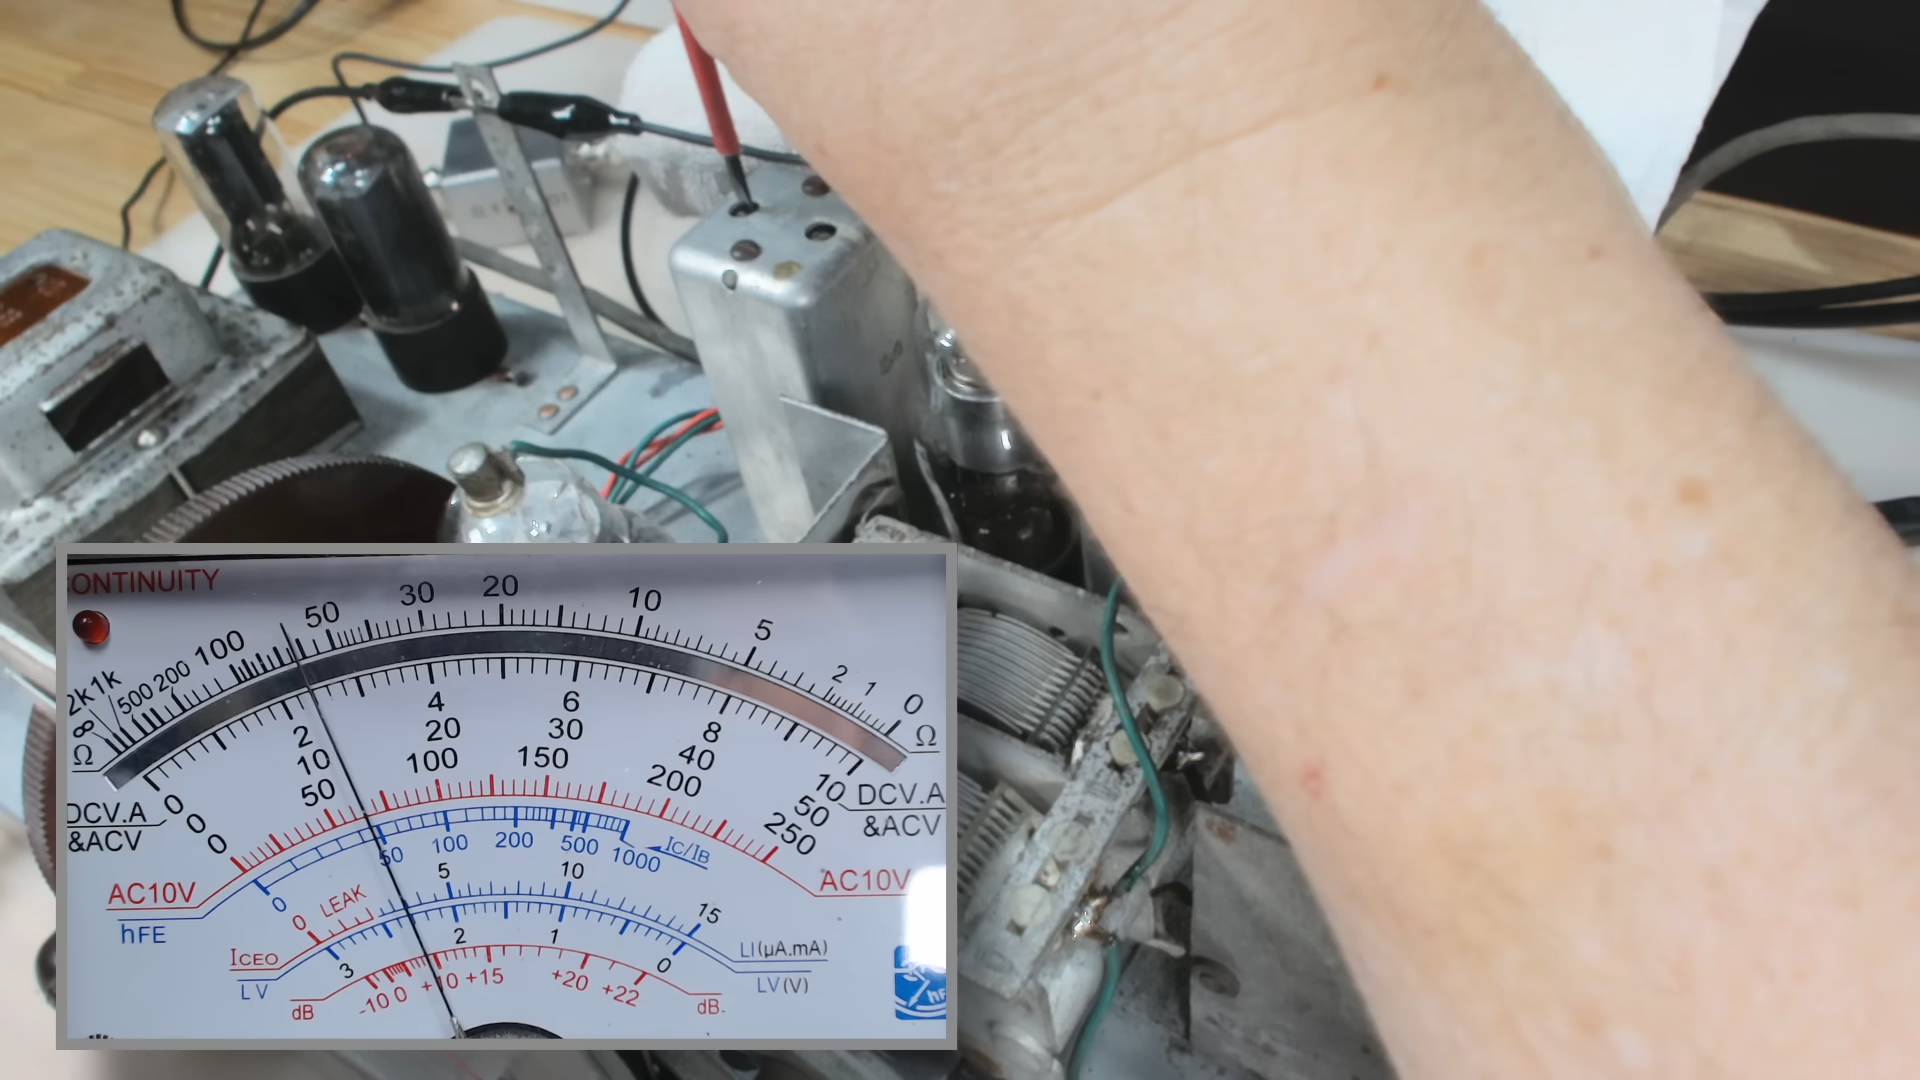 ONTINUITY
2k 1k 500 200 100 50 30 20 10 5 2 1 0
∞
Ω Ω
0 2 4 6 8 10
0 10 20 30 40 50
0 50 100 150 200 250
DCV.A
&ACV
DCV.A
&ACV
AC10V AC10V
0 50 100 200 500 1000 IC/IB
hFE
0 LEAK 5 10 15
ICEO LI(µA.mA)
3 2 1 0
LV LV(V)
dB -10 0 +10 +15 +20 +22 dB.
hF